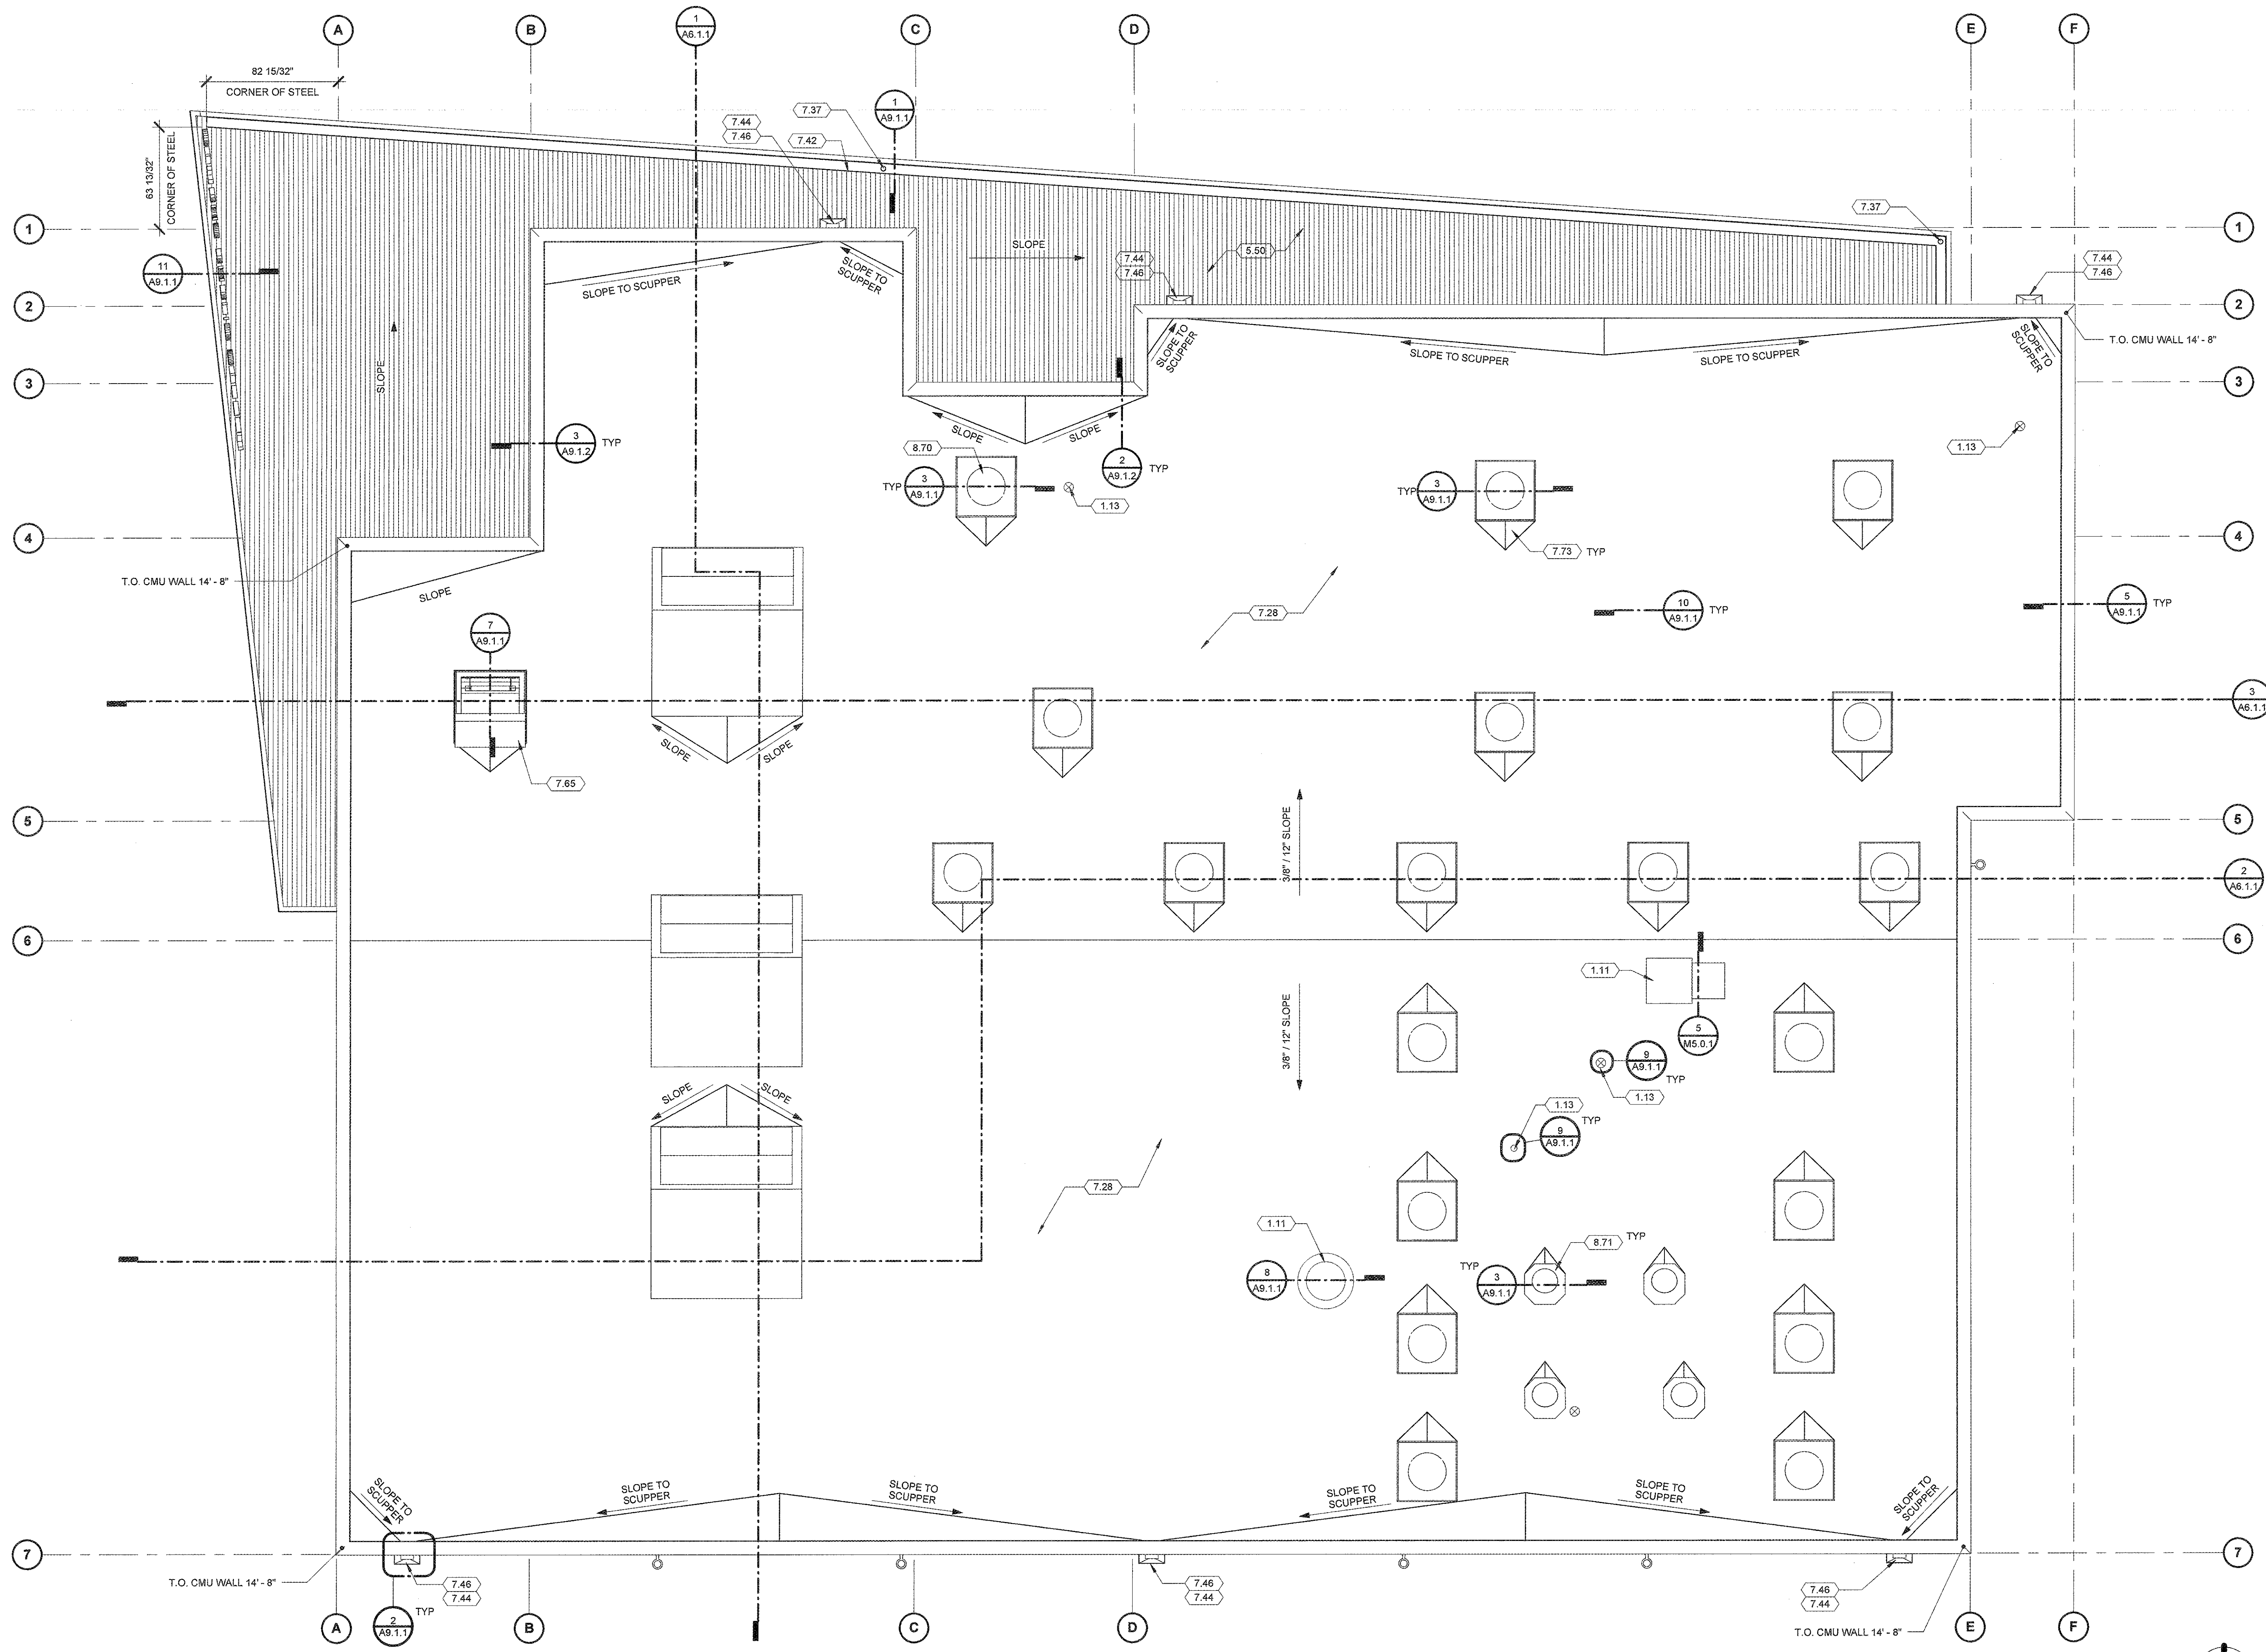 A
B
1
A6.1.1
C
D
E
F
82 15/32"
CORNER OF STEEL
7.37
1
A9.1.1
7.44
7.46
7.42
63 13/32"
CORNER OF STEEL
7.37
1
1
SLOPE
5.50
7.44
7.46
7.44
7.46
11
A9.1.1
SLOPE TO SCUPPER
SLOPE TO
SCUPPER
2
2
SLOPE
SLOPE TO
SCUPPER
SLOPE TO SCUPPER
SLOPE TO SCUPPER
SLOPE TO
SCUPPER
T.O. CMU WALL 14' - 8"
3
3
3
A9.1.2
TYP
SLOPE
SLOPE
8.70
2
A9.1.2
TYP
1.13
TYP
3
A9.1.1
1.13
TYP
3
A9.1.1
4
4
7.73
TYP
T.O. CMU WALL 14' - 8"
SLOPE
7.28
10
A9.1.1
TYP
5
A9.1.1
TYP
7
A9.1.1
3
A6.1.1
SLOPE
SLOPE
7.65
5
5
3/8" / 12" SLOPE
2
A6.1.1
6
6
1.11
3/8" / 12" SLOPE
5
M5.0.1
9
A9.1.1
TYP
SLOPE
SLOPE
1.13
1.13
TYP
9
A9.1.1
7.28
1.11
8.71
TYP
8
A9.1.1
TYP
3
A9.1.1
SLOPE TO
SCUPPER
SLOPE TO
SCUPPER
SLOPE TO
SCUPPER
SLOPE TO
SCUPPER
SLOPE TO
SCUPPER
SLOPE TO
SCUPPER
7
7
T.O. CMU WALL 14' - 8"
7.46
7.44
7.46
7.44
7.46
7.44
2
A9.1.1
TYP
T.O. CMU WALL 14' - 8"
A
B
C
D
E
F